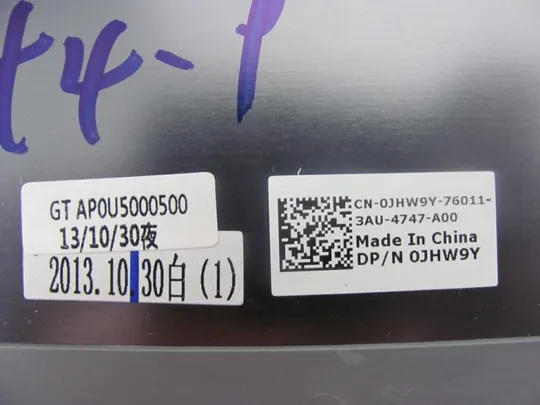 44-1
GT AP0U5000500
13/10/30夜
2013.10.30白(1)
CN-0JHW9Y-76011-
3AU-4747-A00
Made In China
DP/N 0JHW9Y